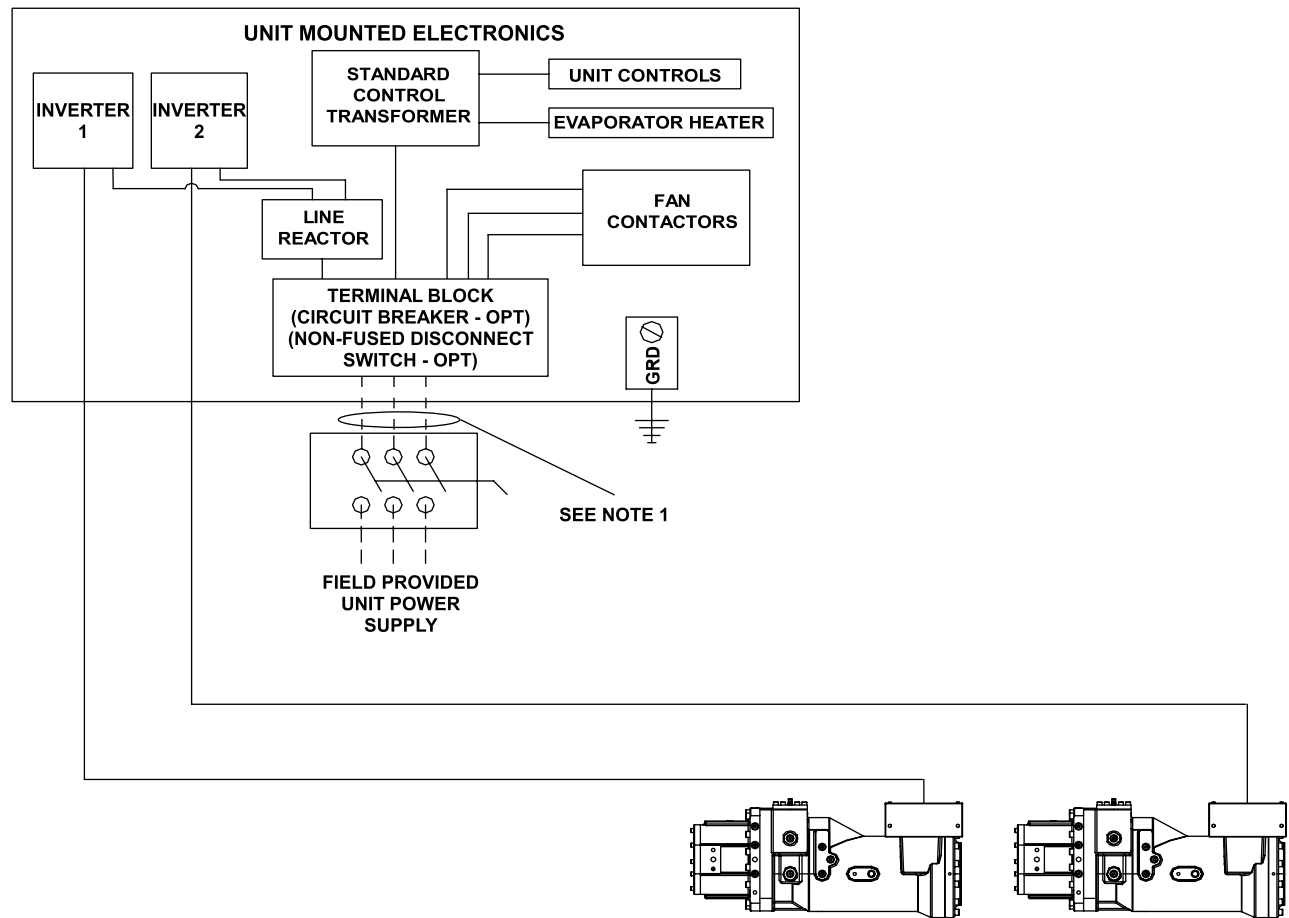 UNIT MOUNTED ELECTRONICS
INVERTER
1
INVERTER
2
STANDARD
CONTROL
TRANSFORMER
UNIT CONTROLS
EVAPORATOR HEATER
LINE
REACTOR
FAN
CONTACTORS
TERMINAL BLOCK
(CIRCUIT BREAKER - OPT)
(NON-FUSED DISCONNECT
SWITCH - OPT)
GRD
SEE NOTE 1
FIELD PROVIDED
UNIT POWER
SUPPLY